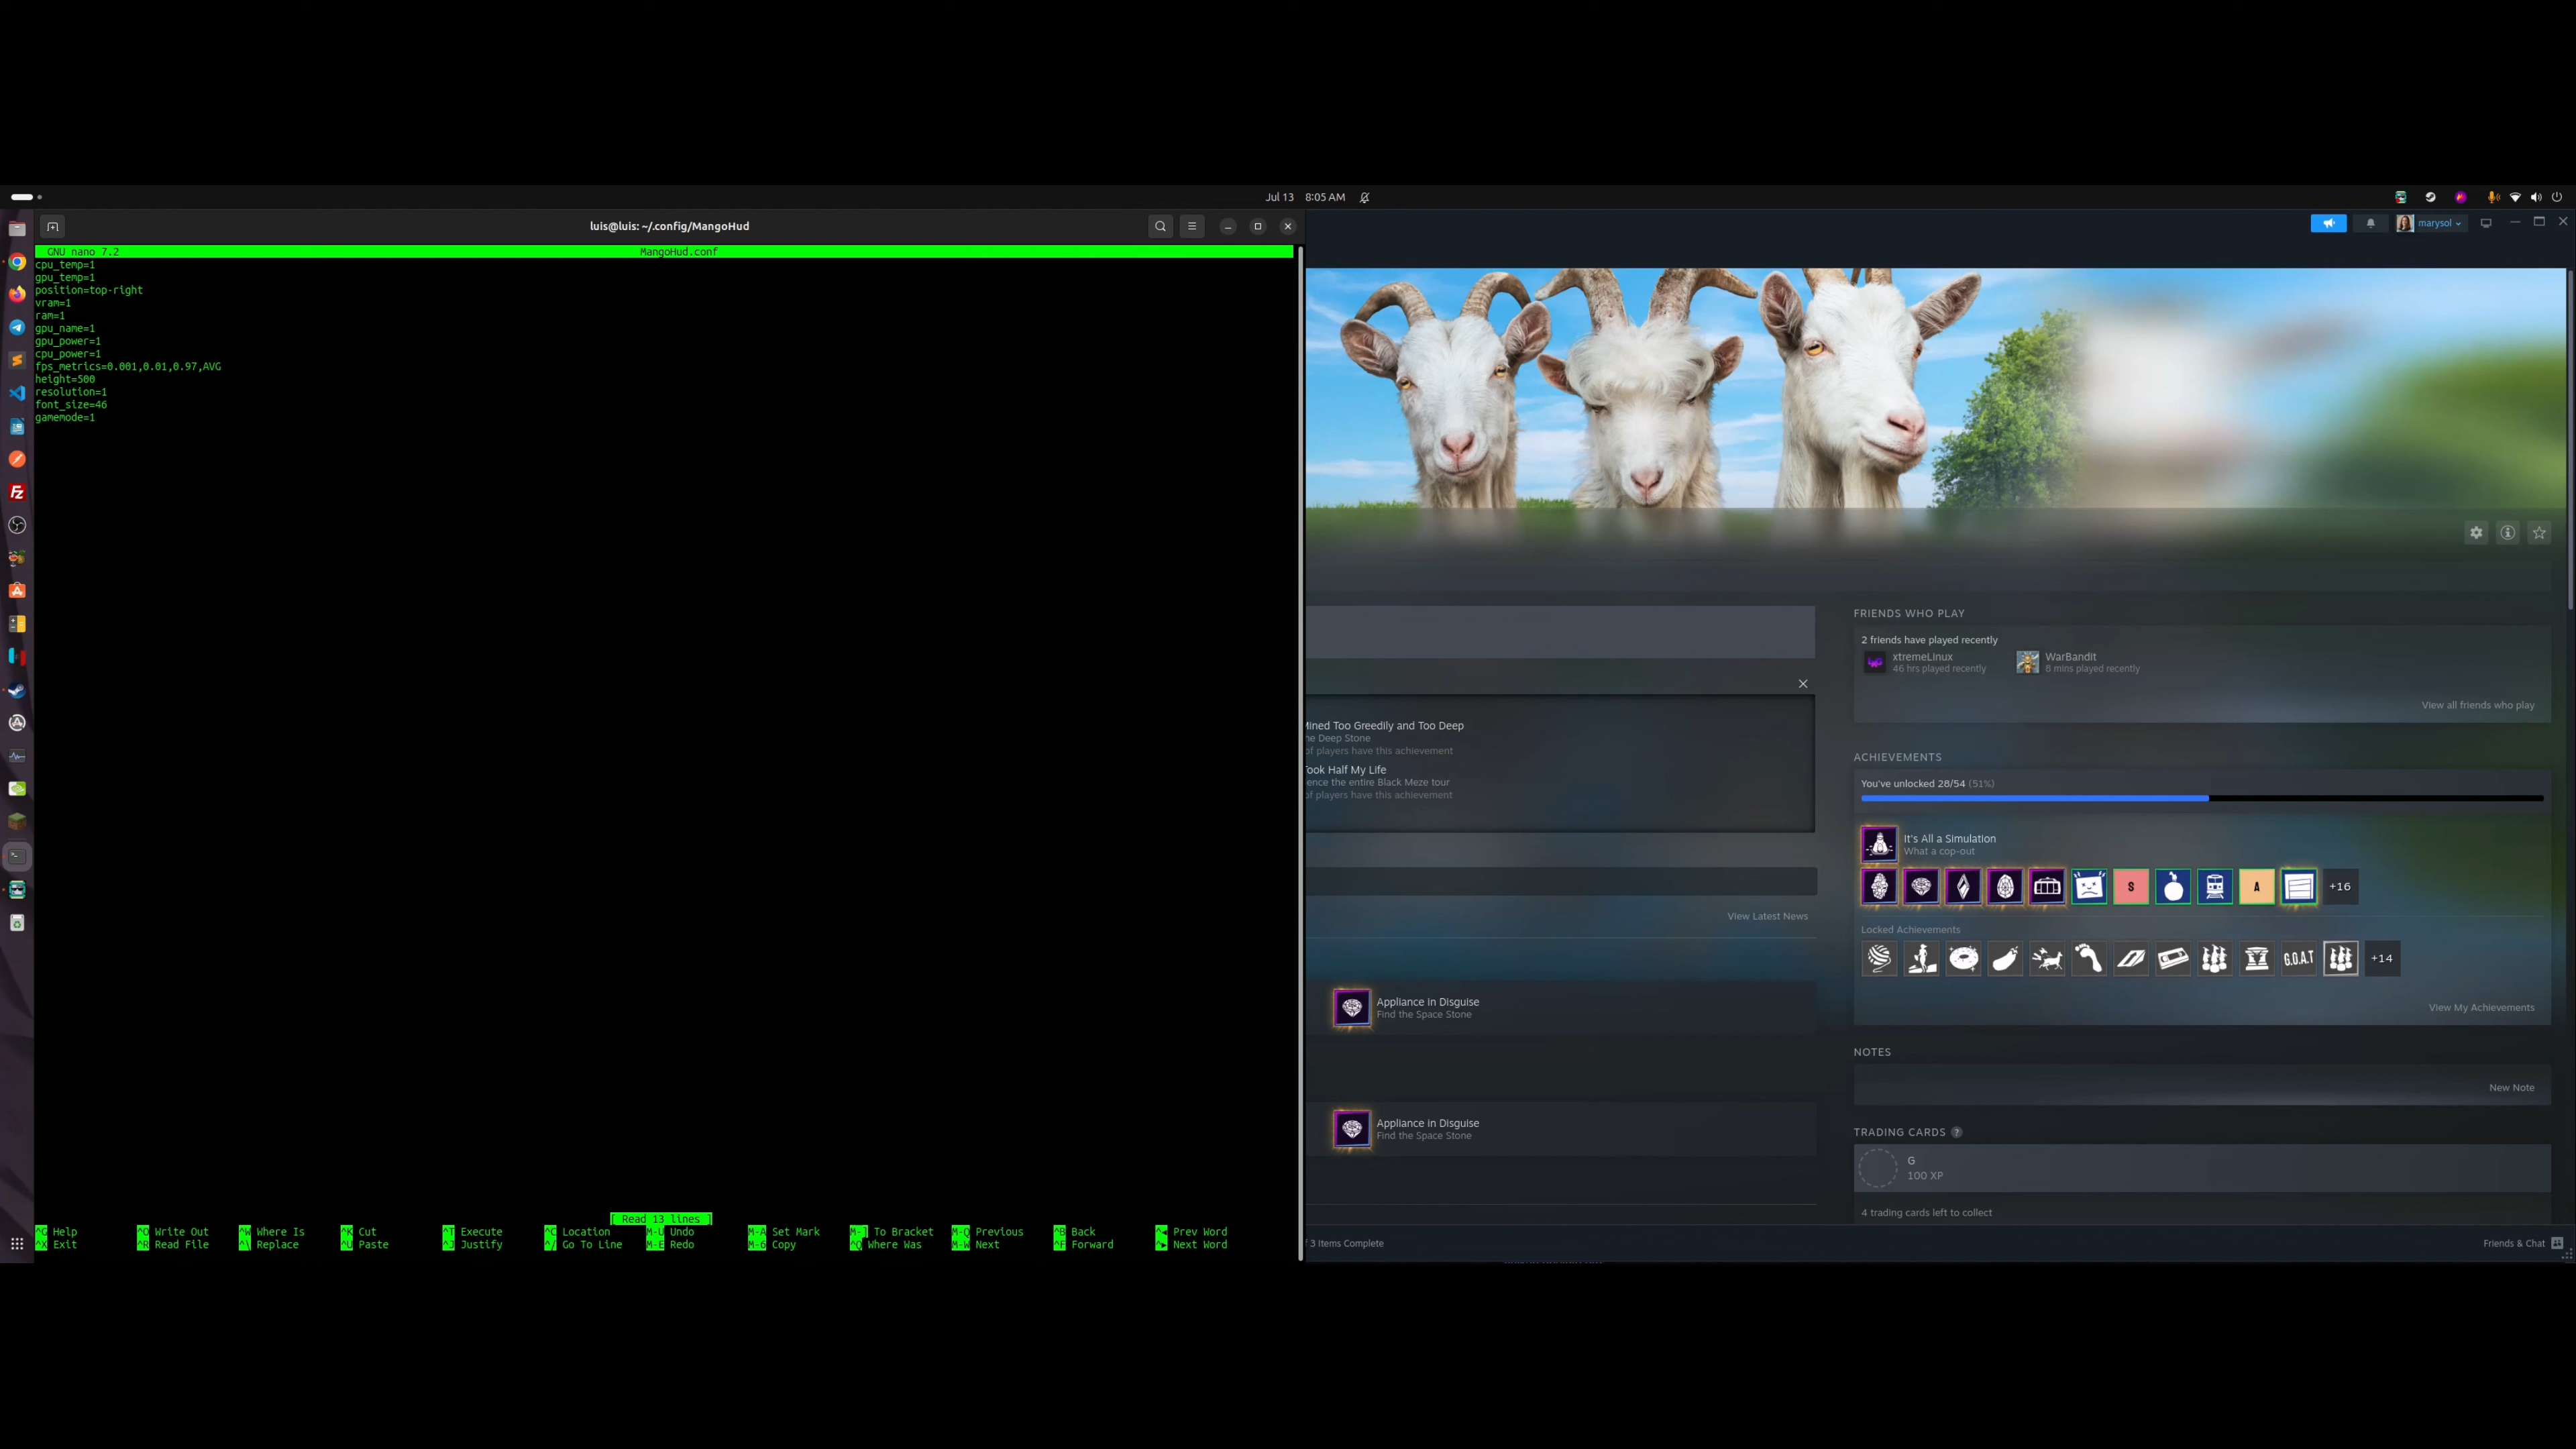 Jul 13 8:05 AM
luis@luis: ~/.config/MangoHud
marysol
GNU nano 7.2 MangoHud.conf
cpu_temp=1
gpu_temp=1
position=top-right
vram=1
ram=1
gpu_name=1
gpu_power=1
cpu_power=1
fps_metrics=0.001,0.01,0.97,AVG
height=500
resolution=1
font_size=46
gamemode=1
[ Read 13 lines ]
^G Help ^O Write Out ^W Where Is ^K Cut ^T Execute ^C Location M-U Undo M-A Set Mark M-] To Bracket M-Q Previous ^B Back ^◂ Prev Word
^X Exit ^R Read File ^\ Replace ^U Paste ^J Justify ^/ Go To Line M-E Redo M-6 Copy ^Q Where Was M-W Next ^F Forward ^▸ Next Word
Mined Too Greedily and Too Deep
he Deep Stone
of players have this achievement
Took Half My Life
ence the entire Black Meze tour
of players have this achievement
View Latest News
Appliance in Disguise
Find the Space Stone
Appliance in Disguise
Find the Space Stone
FRIENDS WHO PLAY
2 friends have played recently
xtremeLinux
46 hrs played recently
WarBandit
8 mins played recently
View all friends who play
ACHIEVEMENTS
You've unlocked 28/54 (51%)
It's All a Simulation
What a cop-out
S
A
+16
Locked Achievements
G.O.A.T
+14
View My Achievements
NOTES
New Note
TRADING CARDS ?
G
100 XP
4 trading cards left to collect
3 Items Complete
Friends & Chat